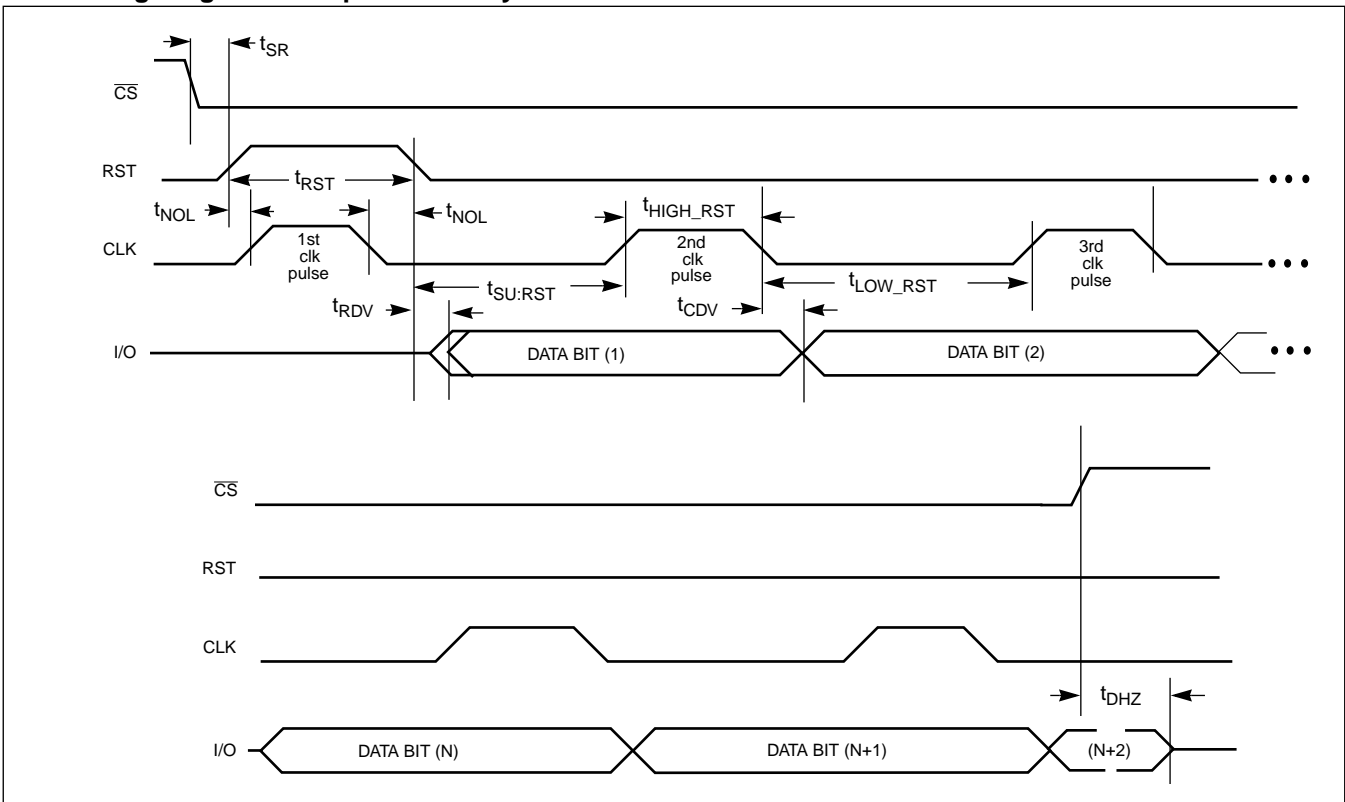 t_SR
CS
RST
t_RST
t_NOL
t_NOL
t_HIGH_RST
CLK
1st
clk
pulse
2nd
clk
pulse
3rd
clk
pulse
t_SU:RST
t_LOW_RST
t_RDV
t_CDV
I/O
DATA BIT (1)
DATA BIT (2)
CS
RST
CLK
t_DHZ
I/O
DATA BIT (N)
DATA BIT (N+1)
(N+2)